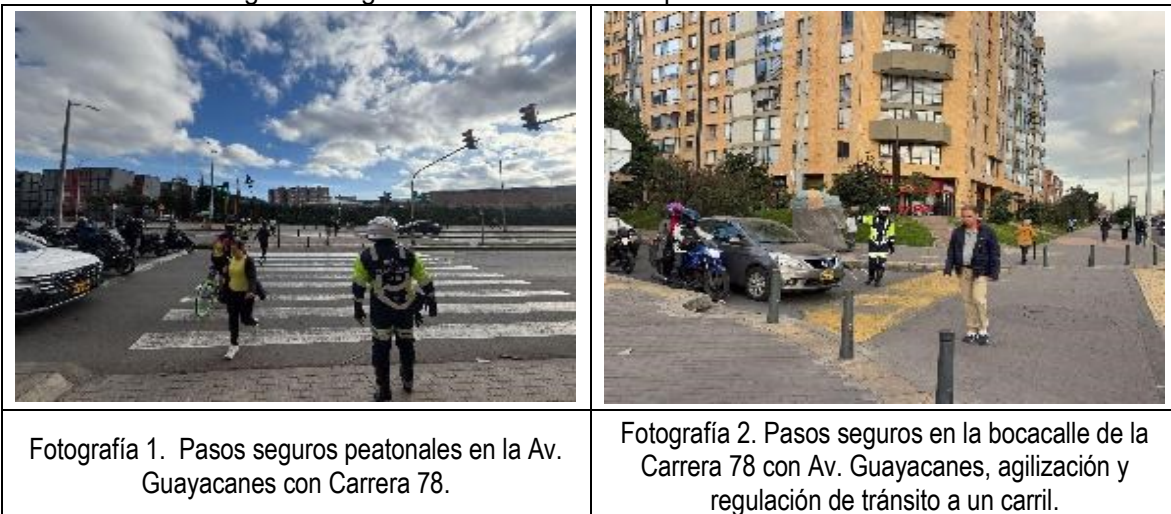 Fotografía 1.  Pasos seguros peatonales en la Av.
Guayacanes con Carrera 78.
Fotografía 2. Pasos seguros en la bocacalle de la
Carrera 78 con Av. Guayacanes, agilización y
regulación de tránsito a un carril.